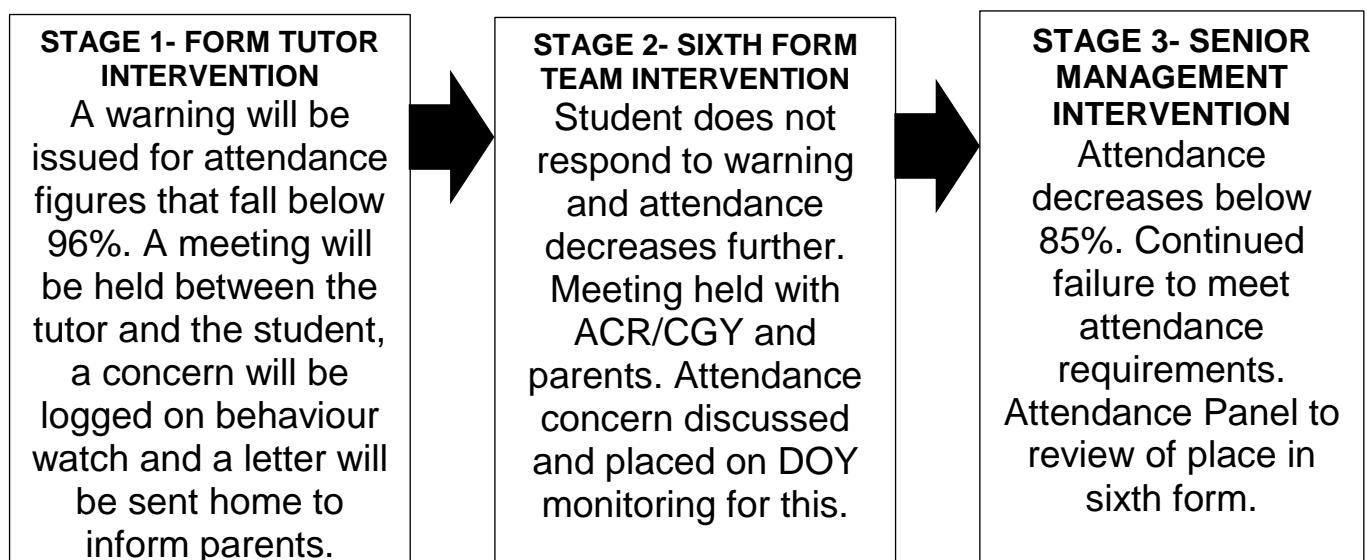 STAGE 1- FORM TUTOR
INTERVENTION
A warning will be
issued for attendance
figures that fall below
96%. A meeting will
be held between the
tutor and the student,
a concern will be
logged on behaviour
watch and a letter will
be sent home to
inform parents.
STAGE 2- SIXTH FORM
TEAM INTERVENTION
Student does not
respond to warning
and attendance
decreases further.
Meeting held with
ACR/CGY and
parents. Attendance
concern discussed
and placed on DOY
monitoring for this.
STAGE 3- SENIOR
MANAGEMENT
INTERVENTION
Attendance
decreases below
85%. Continued
failure to meet
attendance
requirements.
Attendance Panel to
review of place in
sixth form.